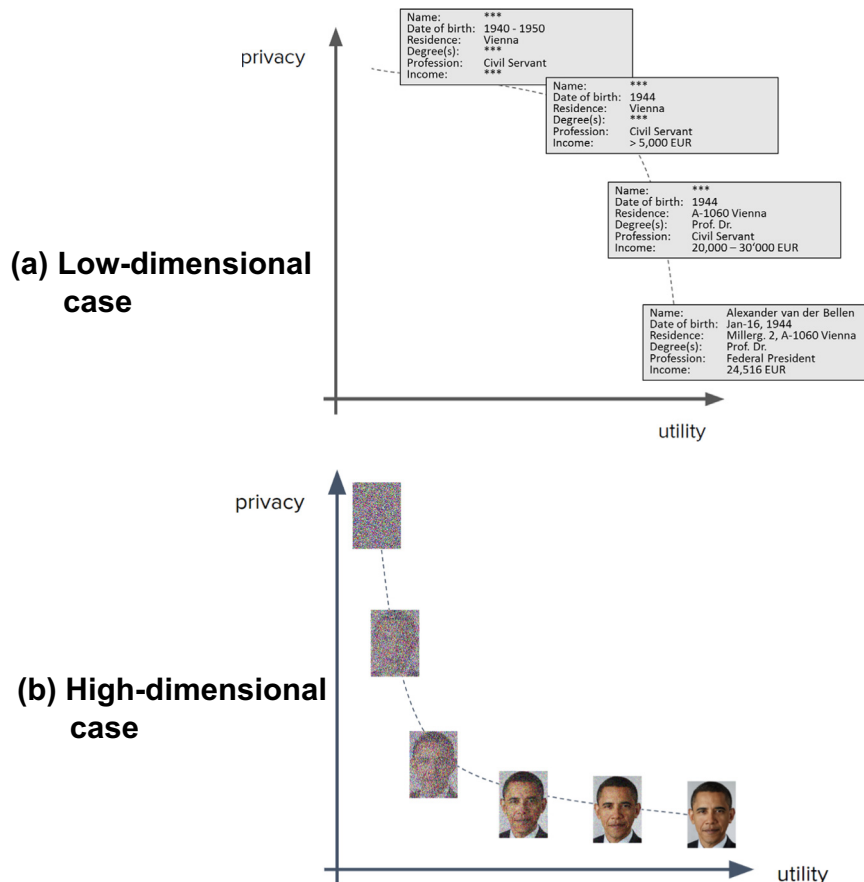 privacy
Name: ***
Date of birth: 1940 - 1950
Residence: Vienna
Degree(s): ***
Profession: Civil Servant
Income: ***
Name: ***
Date of birth: 1944
Residence: Vienna
Degree(s): ***
Profession: Civil Servant
Income: > 5,000 EUR
Name: ***
Date of birth: 1944
Residence: A-1060 Vienna
Degree(s): Prof. Dr.
Profession: Civil Servant
Income: 20,000 – 30‘000 EUR
(a) Low-dimensional
case
Name: Alexander van der Bellen
Date of birth: Jan-16, 1944
Residence: Millerg. 2, A-1060 Vienna
Degree(s): Prof. Dr.
Profession: Federal President
Income: 24,516 EUR
utility
privacy
(b) High-dimensional
case
utility